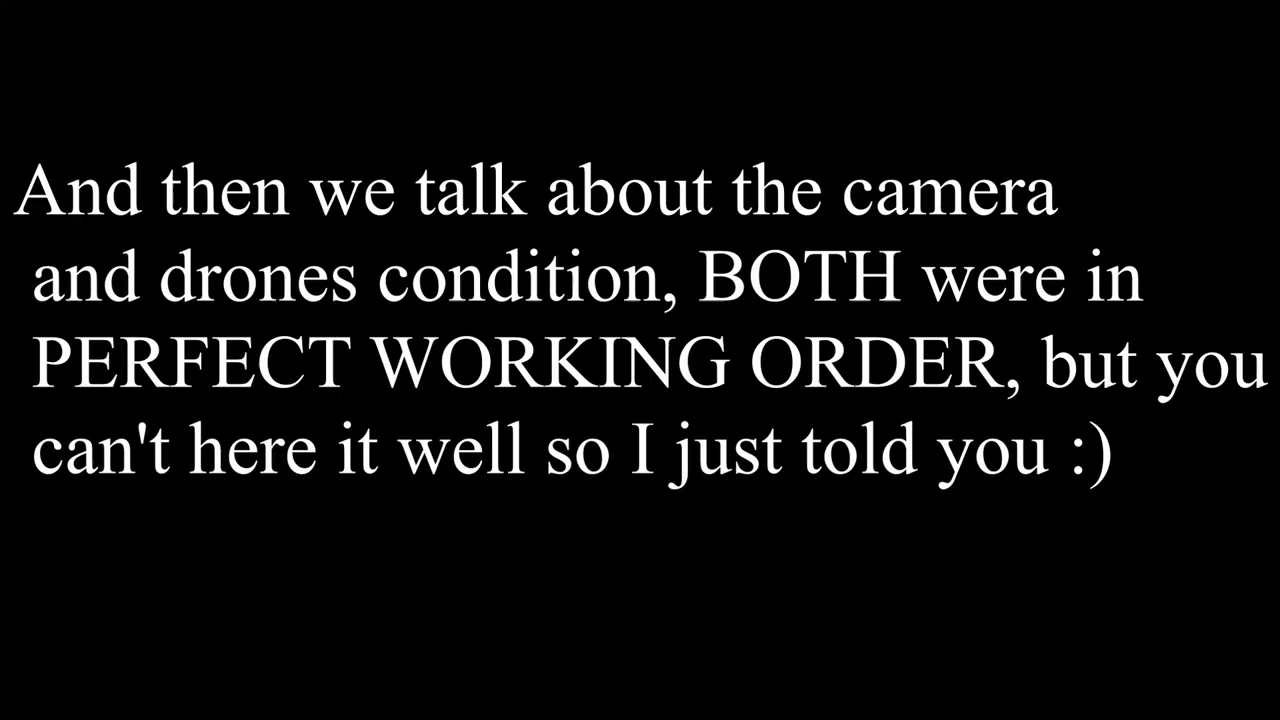 And then we talk about the camera
and drones condition, BOTH were in
PERFECT WORKING ORDER, but you
can't here it well so I just told you :)